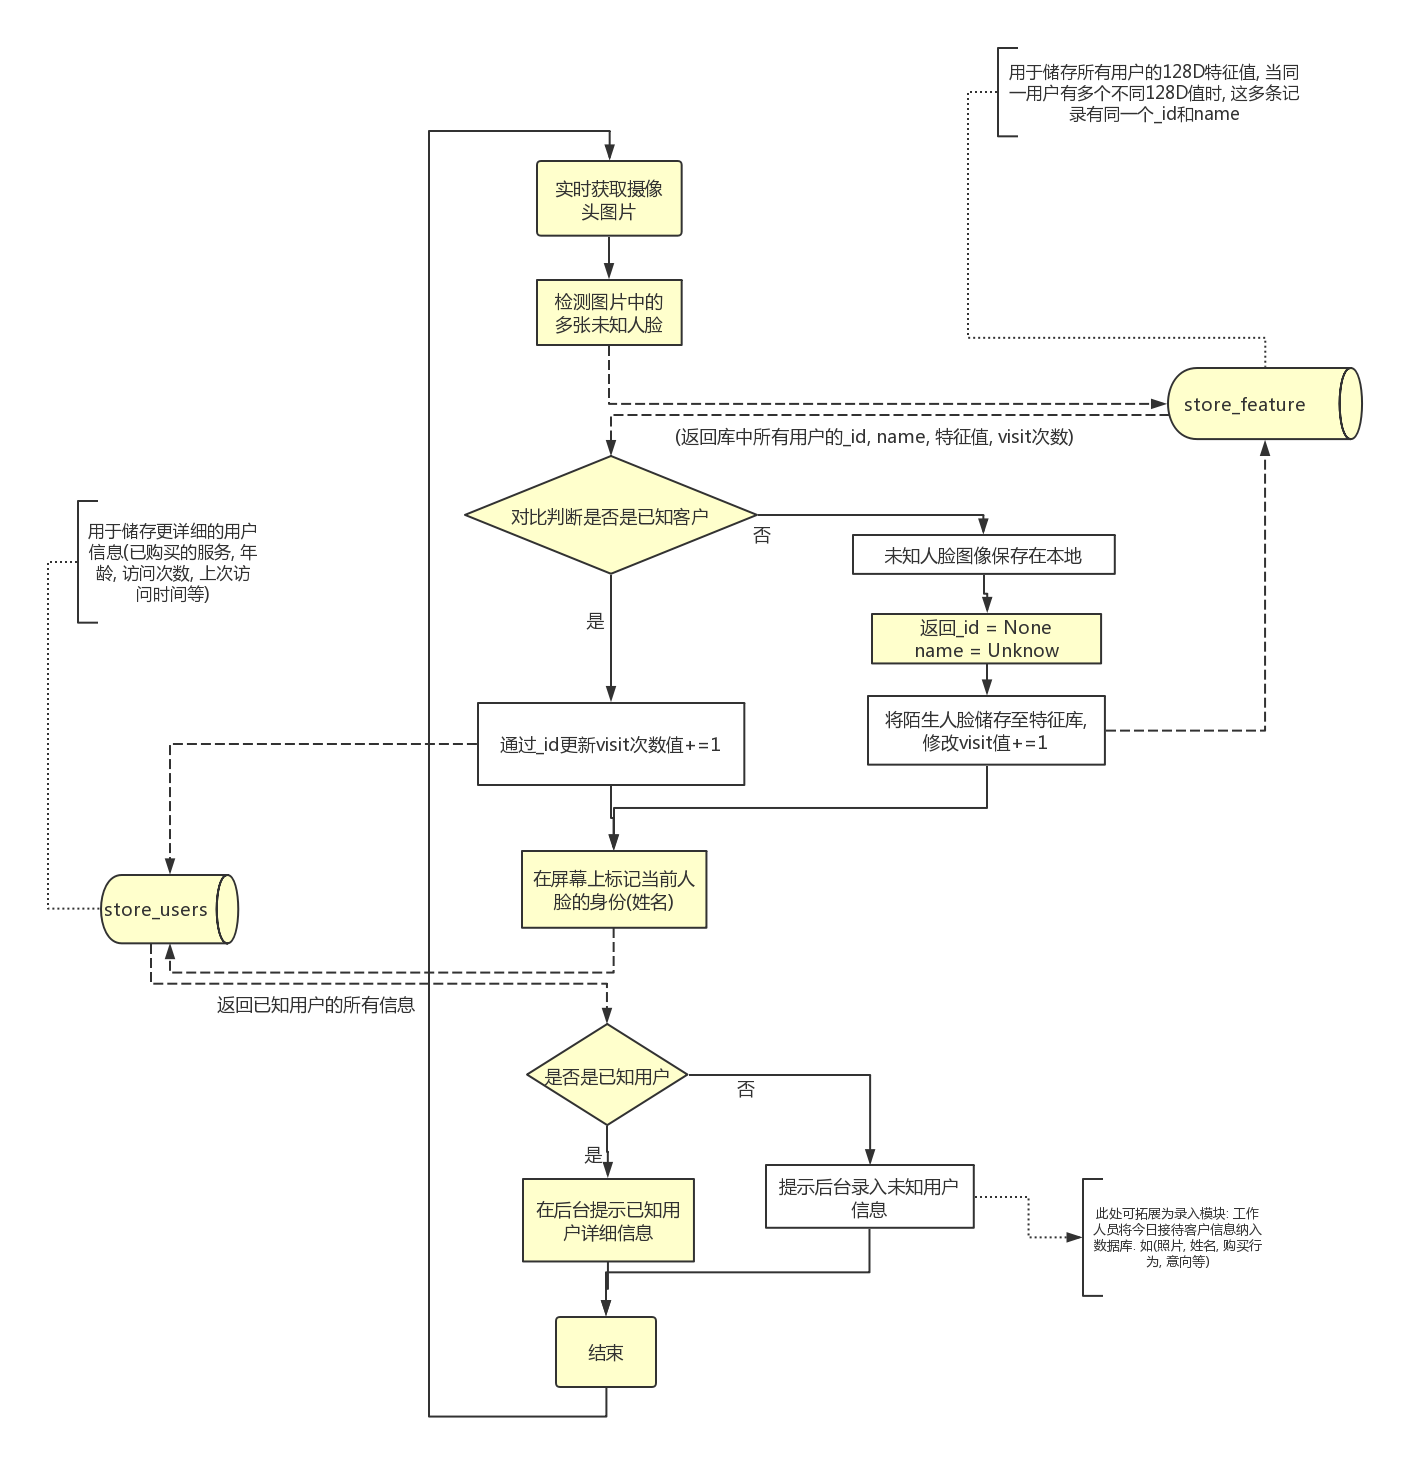 用于储存所有用户的128D特征值, 当同
一用户有多个不同128D值时, 这多条记
录有同一个_id和name
实时获取摄像
头图片
检测图片中的
多张未知人脸
store_feature
(返回库中所有用户的_id, name, 特征值, visit次数)
对比判断是否是已知客户
否
用于储存更详细的用户
信息(已购买的服务, 年
龄, 访问次数, 上次访
问时间等)
未知人脸图像保存在本地
是
返回_id = None
name = Unknow
将陌生人脸储存至特征库,
修改visit值+=1
通过_id更新visit次数值+=1
在屏幕上标记当前人
脸的身份(姓名)
store_users
返回已知用户的所有信息
是否是已知用户
否
是
在后台提示已知用
户详细信息
提示后台录入未知用户
信息
此处可拓展为录入模块: 工作
人员将今日接待客户信息纳入
数据库. 如(照片, 姓名, 购买行
为, 意向等)
结束